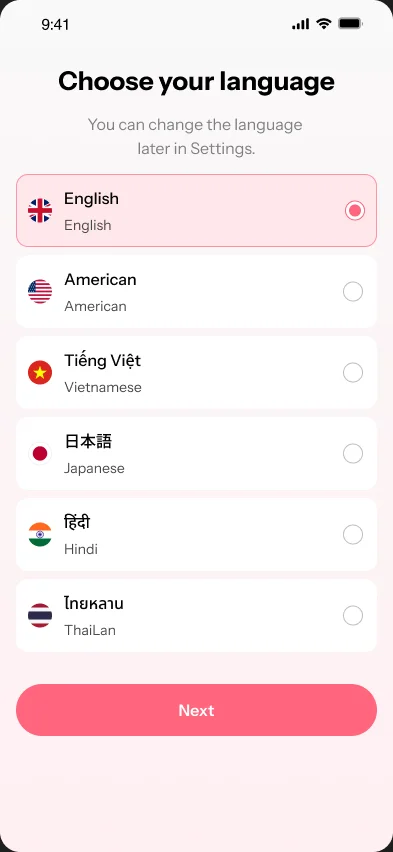 9:41
Choose your language
You can change the language
later in Settings.
English
English
American
American
Tiếng Việt
Vietnamese
日本語
Japanese
हिंदी
Hindi
ไทยหลาน
ThaiLan
Next